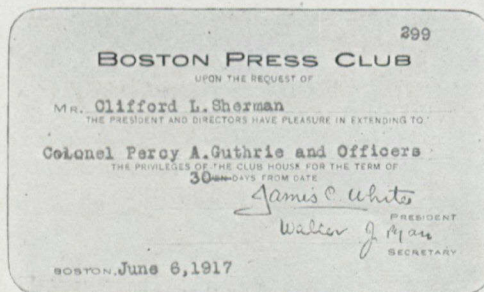 399
BOSTON PRESS CLUB
UPON THE REQUEST OF
MR. Clifford L. Sherman
THE PRESIDENT AND DIRECTORS HAVE PLEASURE IN EXTENDING TO
Colonel Percy A. Guthrie and Officers
THE PRIVILEGES OF THE CLUB HOUSE FOR THE TERM OF
30 DAYS FROM DATE
James C. White
PRESIDENT
Walter J. Ryan
SECRETARY
BOSTON, June 6, 1917